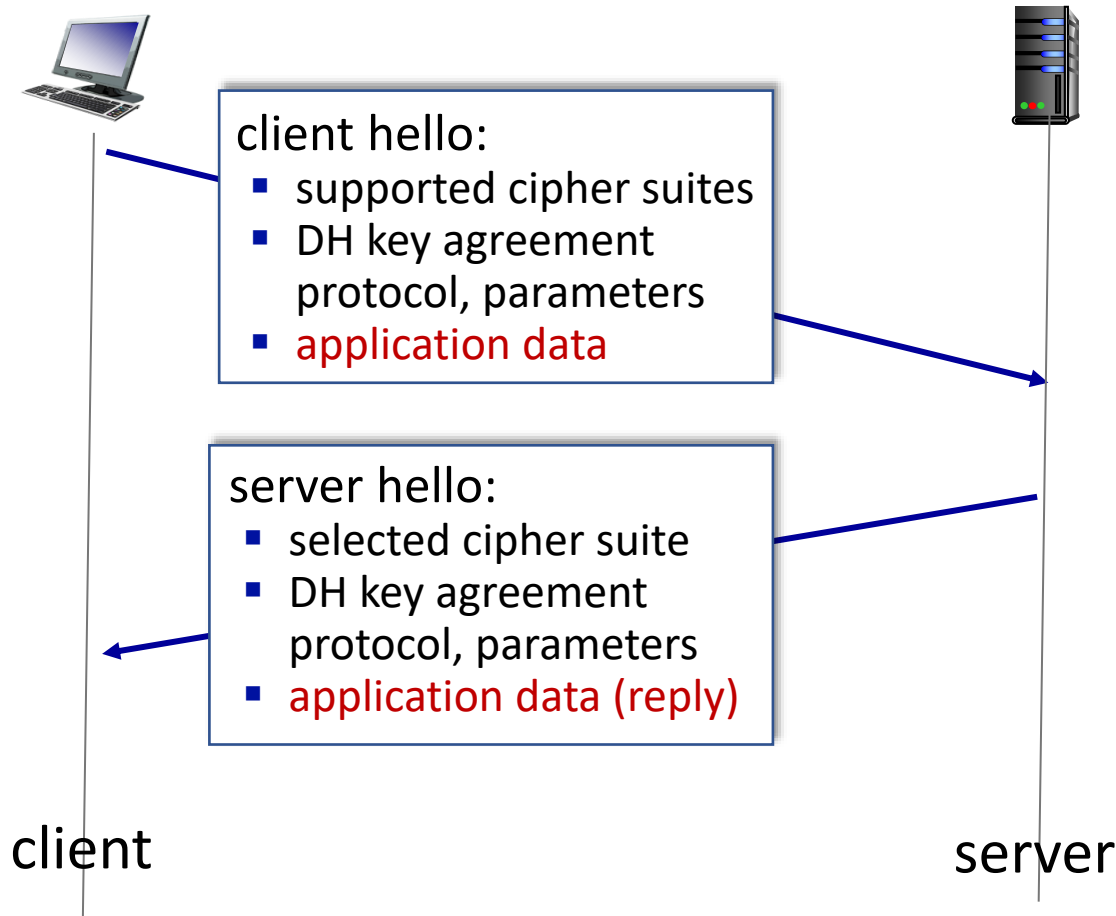 client hello:
▪ supported cipher suites
▪ DH key agreement
protocol, parameters
▪ application data
server hello:
▪ selected cipher suite
▪ DH key agreement
protocol, parameters
▪ application data (reply)
client
server